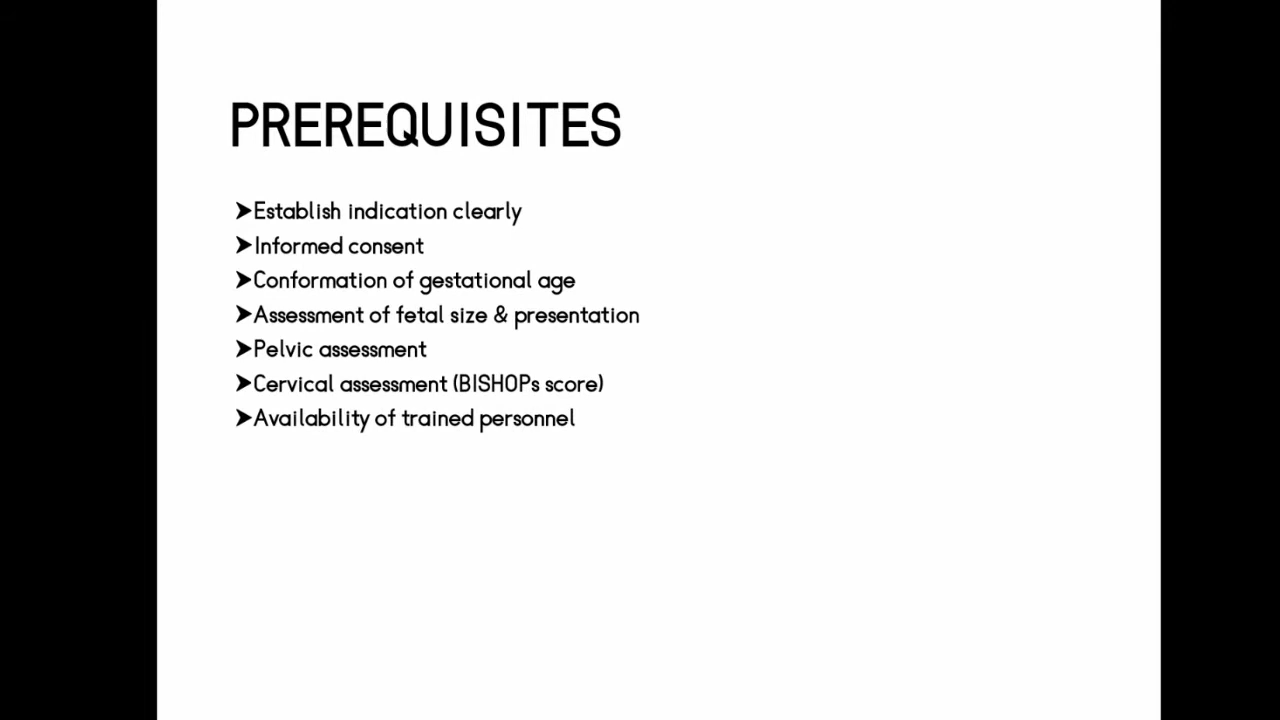 PREREQUISITES
➤Establish indication clearly
➤Informed consent
➤Conformation of gestational age
➤Assessment of fetal size & presentation
➤Pelvic assessment
➤Cervical assessment (BISHOPs score)
➤Availability of trained personnel